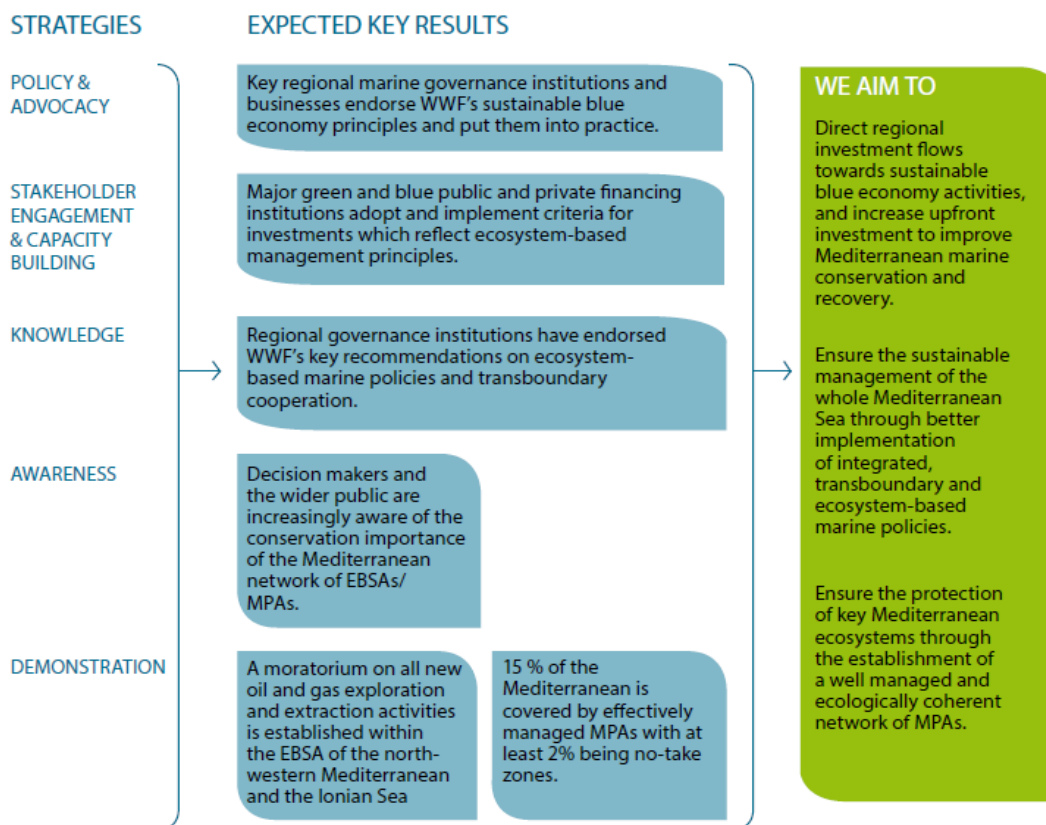 STRATEGIES
EXPECTED KEY RESULTS
POLICY &
ADVOCACY
Key regional marine governance institutions and
businesses endorse WWF's sustainable blue
economy principles and put them into practice.
STAKEHOLDER
ENGAGEMENT
& CAPACITY
BUILDING
Major green and blue public and private financing
institutions adopt and implement criteria for
investments which reflect ecosystem-based
management principles.
KNOWLEDGE
Regional governance institutions have endorsed
WWF's key recommendations on ecosystem-
based marine policies and transboundary
cooperation.
AWARENESS
Decision makers and
the wider public are
increasingly aware of the
conservation importance
of the Mediterranean
network of EBSAs/
MPAs.
DEMONSTRATION
A moratorium on all new
oil and gas exploration
and extraction activities
is established within
the EBSA of the north-
western Mediterranean
and the Ionian Sea
15 % of the
Mediterranean is
covered by effectively
managed MPAs with at
least 2% being no-take
zones.
WE AIM TO
Direct regional
investment flows
towards sustainable
blue economy activities,
and increase upfront
investment to improve
Mediterranean marine
conservation and
recovery.
Ensure the sustainable
management of the
whole Mediterranean
Sea through better
implementation
of integrated,
transboundary and
ecosystem-based
marine policies.
Ensure the protection
of key Mediterranean
ecosystems through
the establishment of
a well managed and
ecologically coherent
network of MPAs.